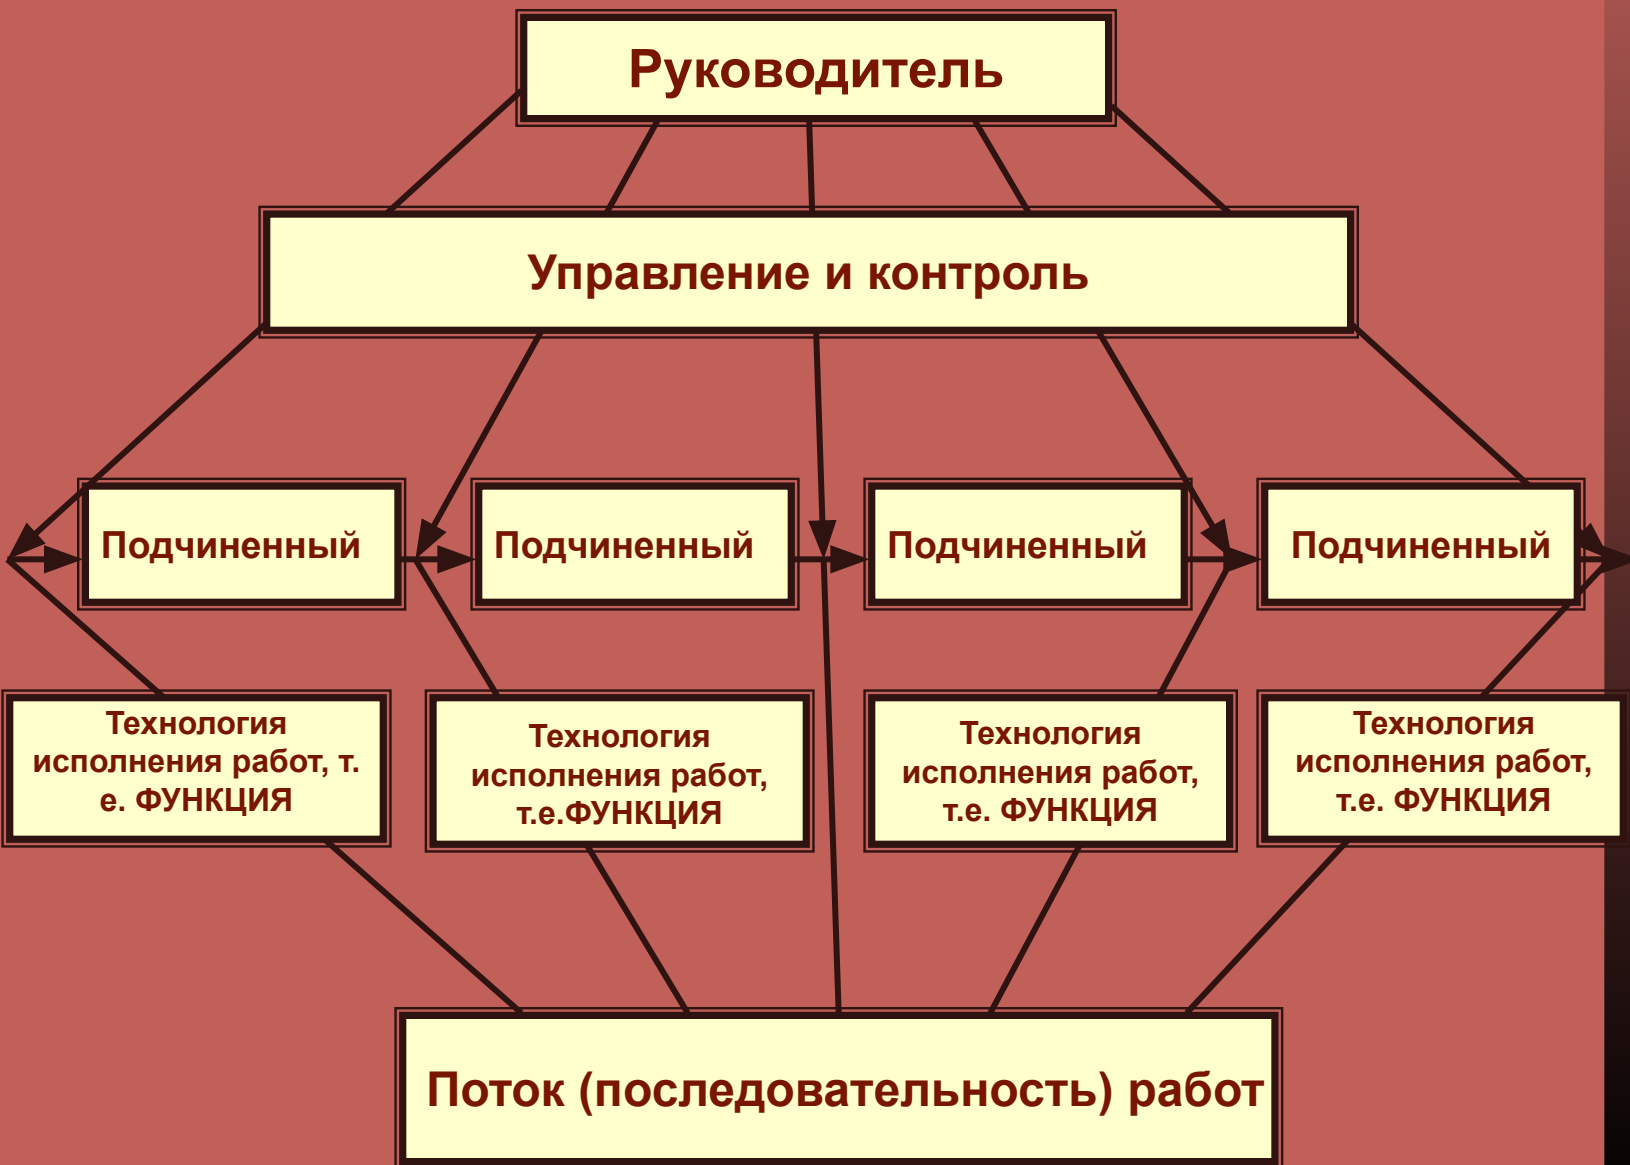 Руководитель
Управление и контроль
Подчиненный
Подчиненный
Подчиненный
Подчиненный
Технология
исполнения работ, т.
е. ФУНКЦИЯ
Технология
исполнения работ,
т.е.ФУНКЦИЯ
Технология
исполнения работ,
т.е. ФУНКЦИЯ
Технология
исполнения работ,
т.е. ФУНКЦИЯ
Поток (последовательность) работ